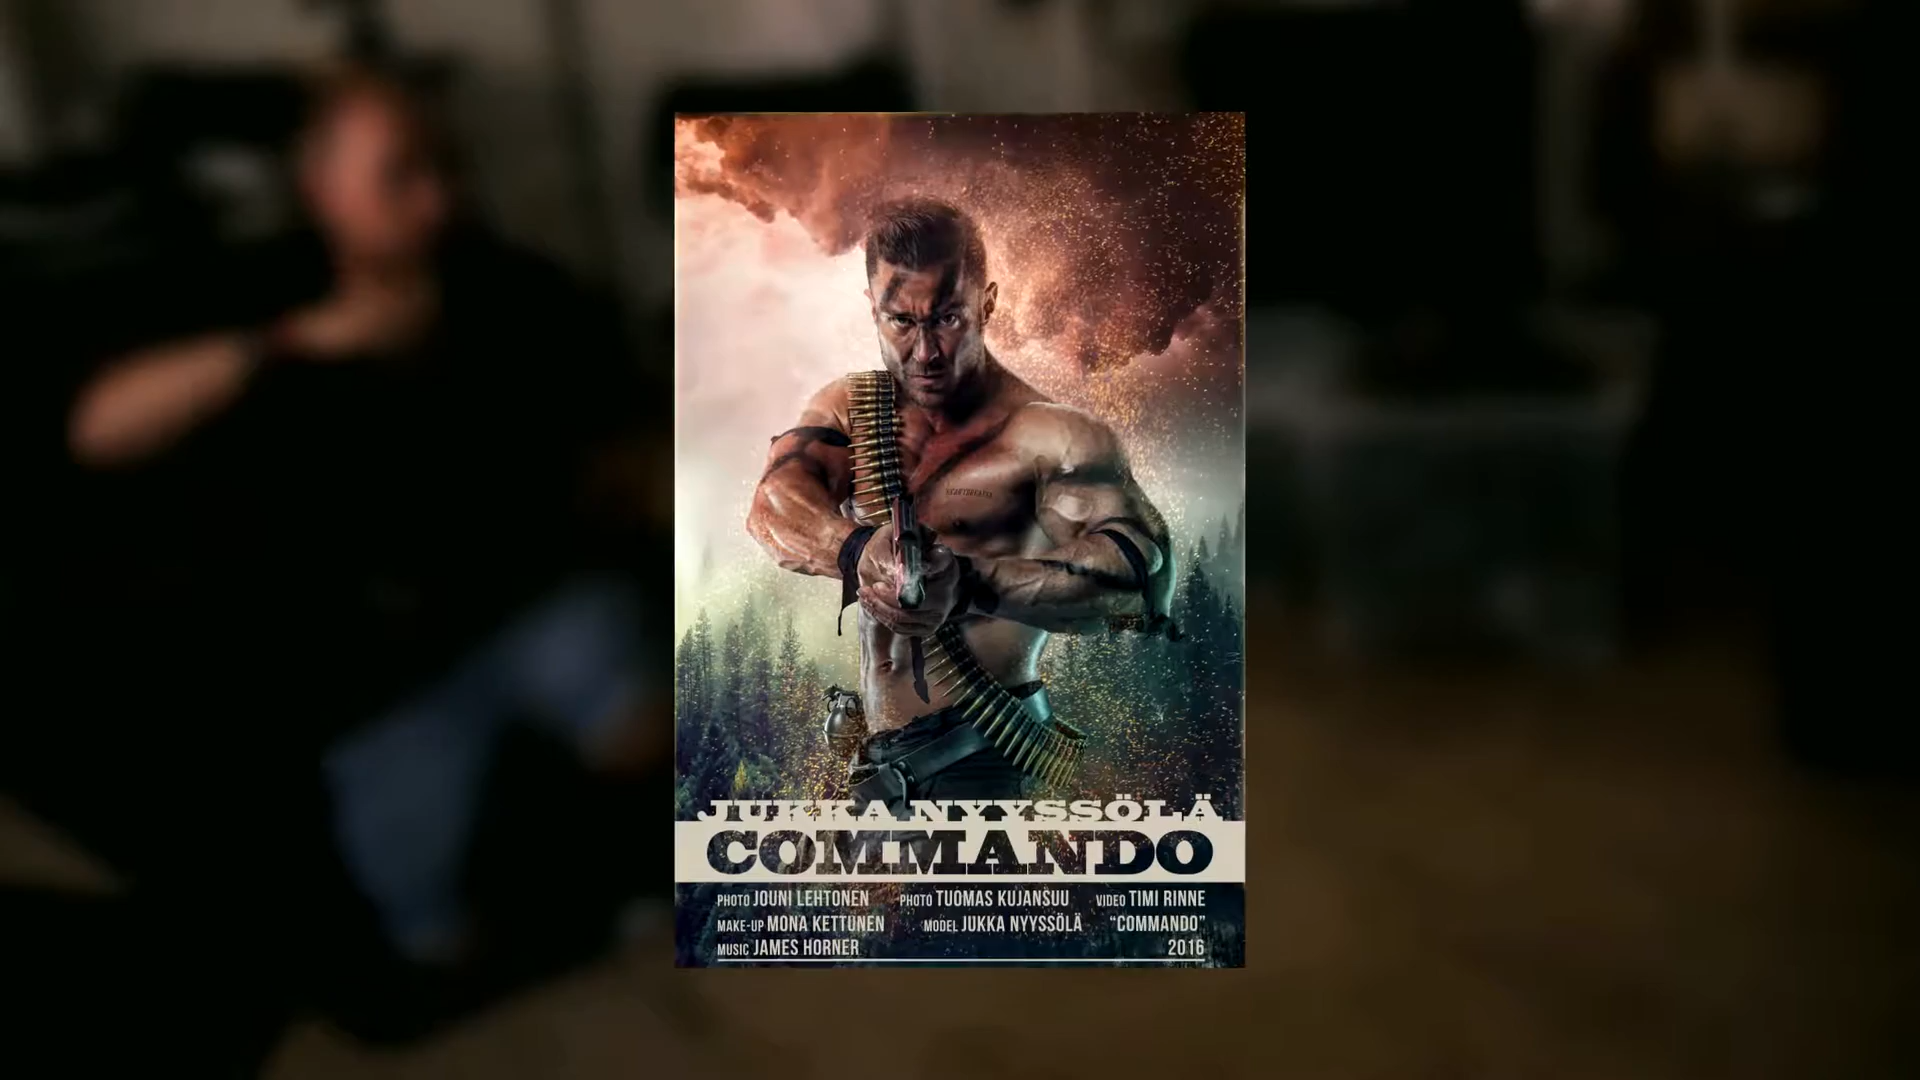 JUKKA NYYSSÖLÄ
COMMANDO
PHOTO JOUNI LEHTONEN PHOTO TUOMAS KUJANSUU VIDEO TIMI RINNE
MAKE-UP MONA KETTUNEN MODEL JUKKA NYYSSÖLÄ "COMMANDO"
MUSIC JAMES HORNER 2016